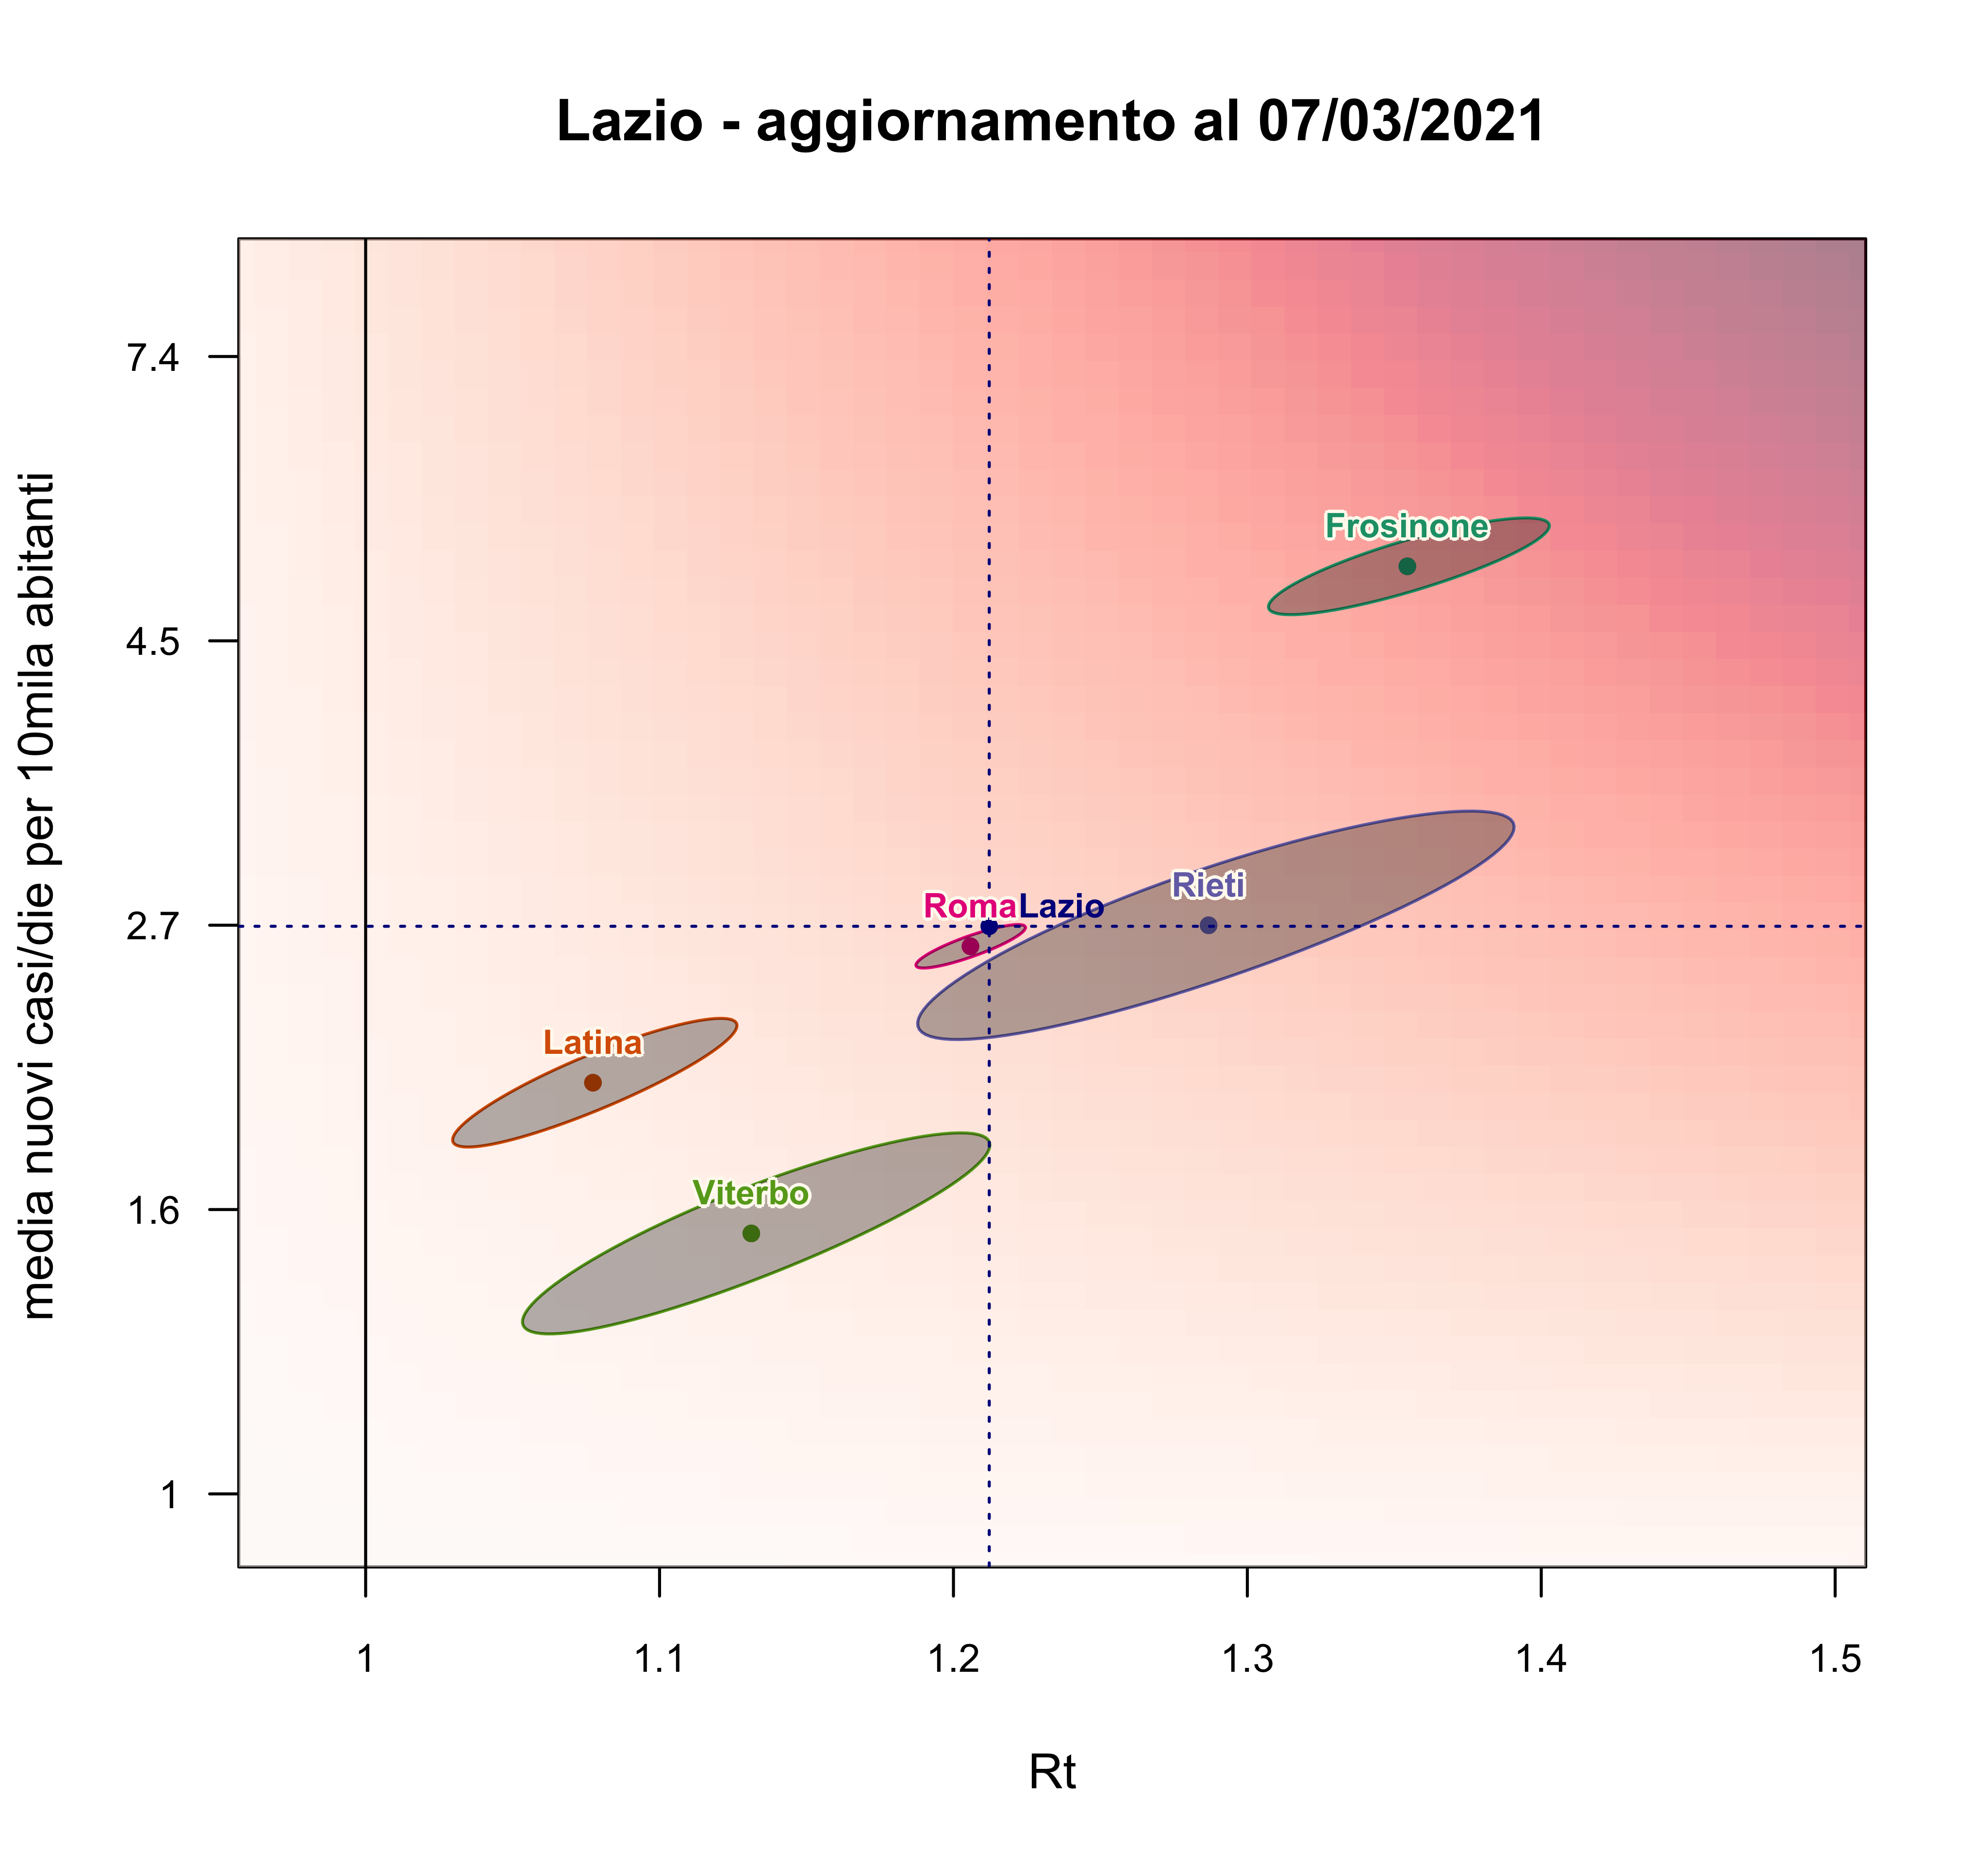 Lazio - aggiornamento al 07/03/2021
media nuovi casi/die per 10mila abitanti
7.4
4.5
2.7
1.6
1
Frosinone
Rieti
Roma
Lazio
Latina
Viterbo
1
1.1
1.2
1.3
1.4
1.5
Rt